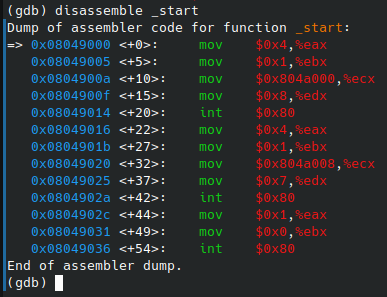 (gdb) disassemble _start
Dump of assembler code for function _start:
=> 0x08049000 <+0>:     mov    $0x4,%eax
   0x08049005 <+5>:     mov    $0x1,%ebx
   0x0804900a <+10>:    mov    $0x804a000,%ecx
   0x0804900f <+15>:    mov    $0x8,%edx
   0x08049014 <+20>:    int    $0x80
   0x08049016 <+22>:    mov    $0x4,%eax
   0x0804901b <+27>:    mov    $0x1,%ebx
   0x08049020 <+32>:    mov    $0x804a008,%ecx
   0x08049025 <+37>:    mov    $0x7,%edx
   0x0804902a <+42>:    int    $0x80
   0x0804902c <+44>:    mov    $0x1,%eax
   0x08049031 <+49>:    mov    $0x0,%ebx
   0x08049036 <+54>:    int    $0x80
End of assembler dump.
(gdb)